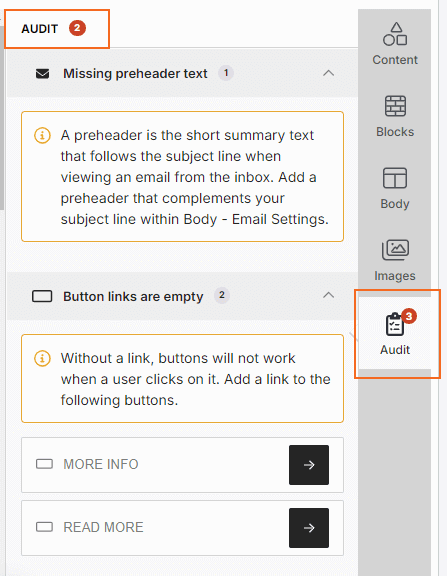 AUDIT 2
Missing preheader text 1
A preheader is the short summary text
that follows the subject line when
viewing an email from the inbox. Add a
preheader that complements your
subject line within Body - Email Settings.
Button links are empty 2
Without a link, buttons will not work
when a user clicks on it. Add a link to the
following buttons.
MORE INFO
READ MORE
Content
Blocks
Body
Images
3
Audit